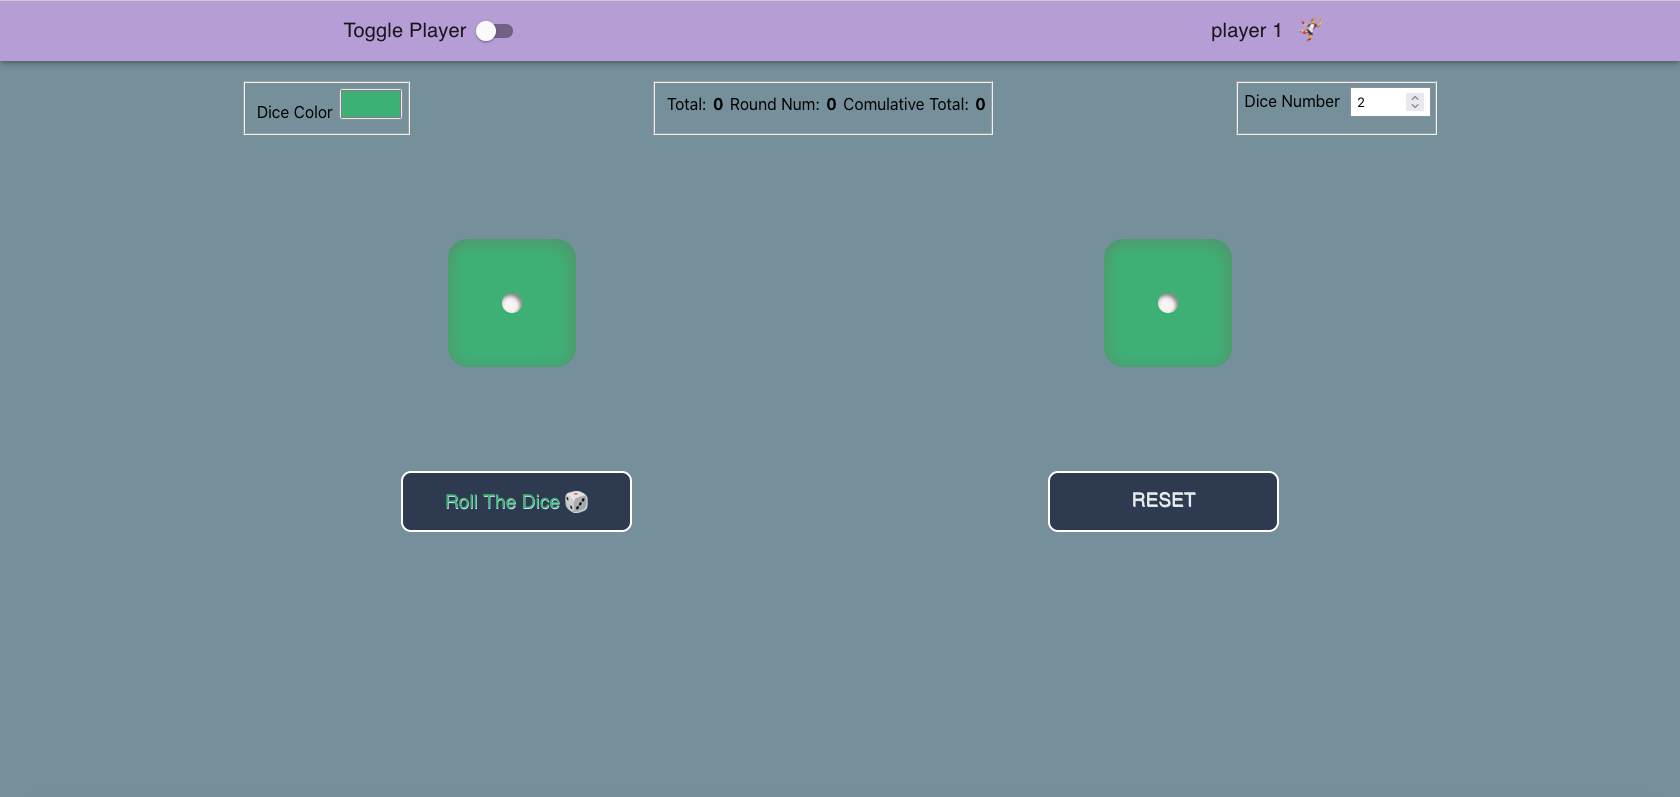 Toggle Player
player 1
Dice Color
Total: 0 Round Num: 0 Comulative Total: 0
Dice Number 2
Roll The Dice
RESET